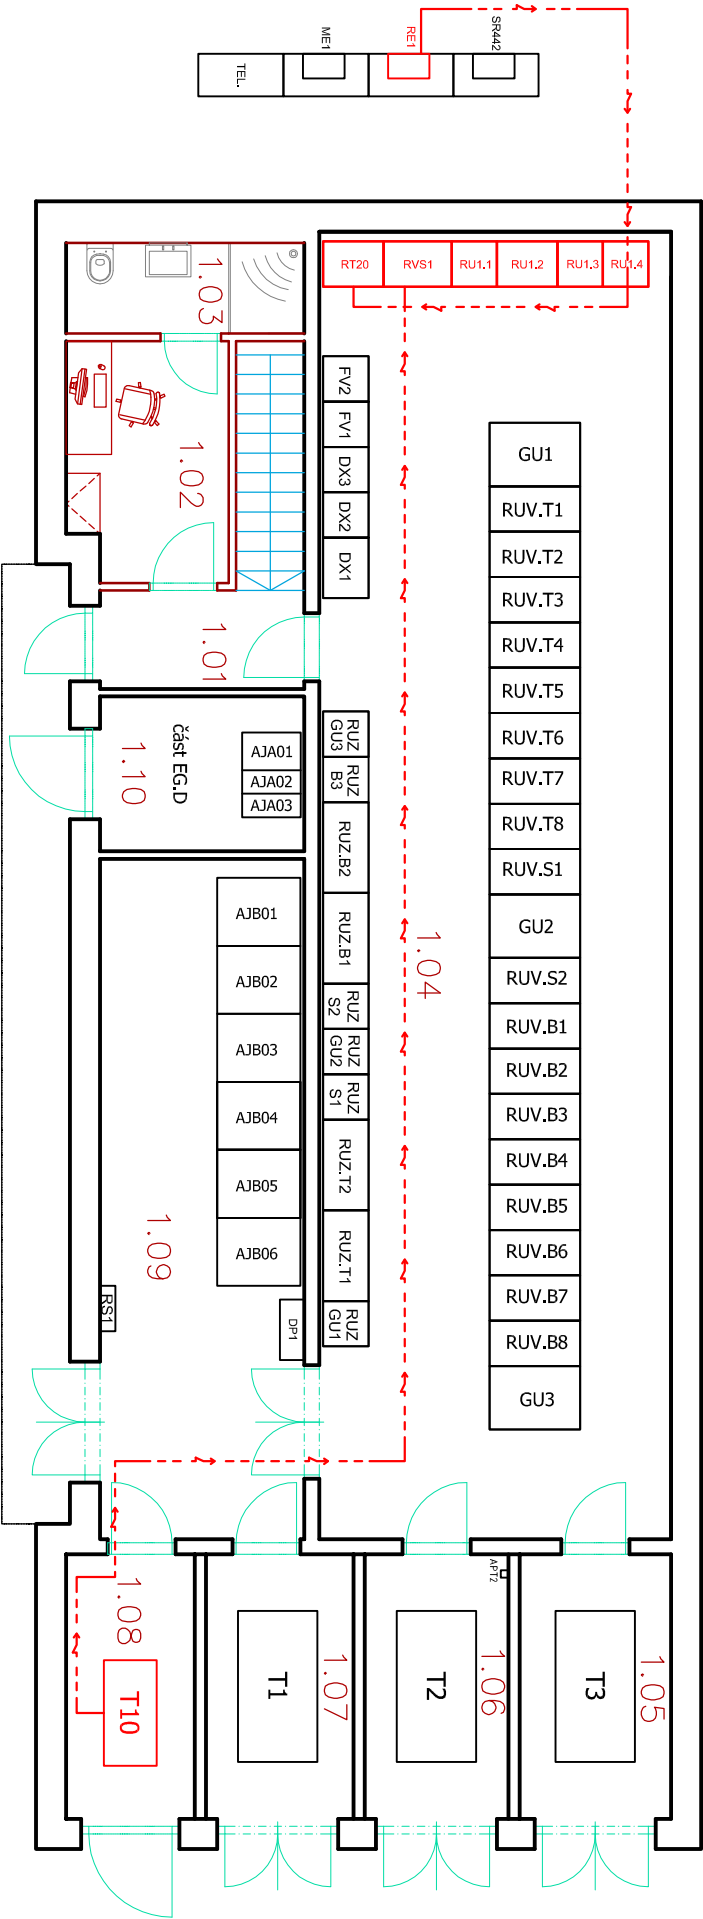 SR442
RE1
ME1
TEL.
RT20
RVS1
RU1.1
RU1.2
RU1.3
RU1.4
1.03
FV2
FV1
DX3
DX2
DX1
1.02
1.01
GU1
RUV.T1
RUV.T2
RUV.T3
RUV.T4
RUV.T5
RUV.T6
RUV.T7
RUV.T8
RUV.S1
GU2
RUV.S2
RUV.B1
RUV.B2
RUV.B3
RUV.B4
RUV.B5
RUV.B6
RUV.B7
RUV.B8
GU3
1.04
RUZ
GU3
RUZ
B3
RUZ.B2
RUZ.B1
RUZ
S2
RUZ
GU2
RUZ
S1
RUZ.T2
RUZ.T1
RUZ
GU1
část EG.D
1.10
AJA01
AJA02
AJA03
AJB01
AJB02
AJB03
AJB04
AJB05
AJB06
1.09
RS1
DP1
1.08
T10
1.07
T1
APT2
1.06
T2
1.05
T3